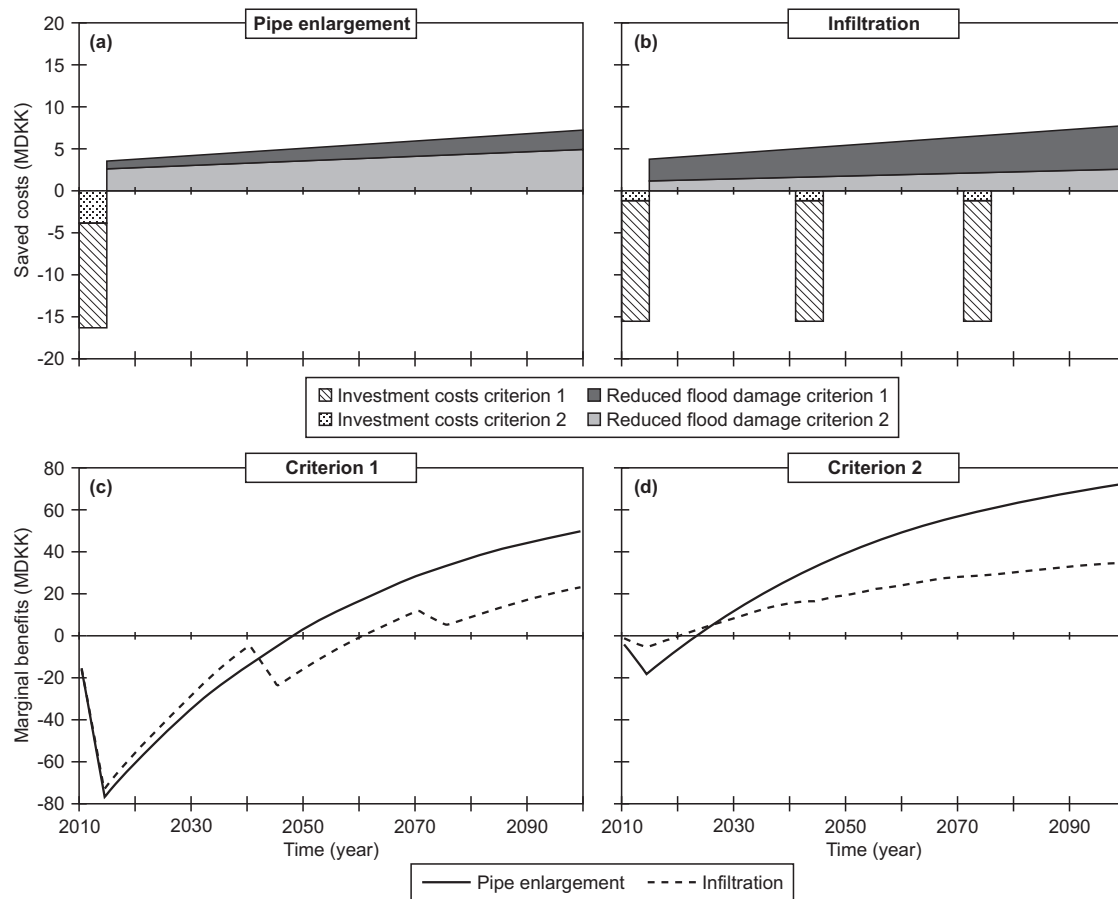 Pipe enlargement
Infiltration
(a)
(b)
Saved costs (MDKK)
20
15
10
5
0
-5
-10
-15
-20
Investment costs criterion 1
Reduced flood damage criterion 1
Investment costs criterion 2
Reduced flood damage criterion 2
Criterion 1
Criterion 2
(c)
(d)
Marginal benefits (MDKK)
80
60
40
20
0
-20
-40
-60
-80
2010 2030 2050 2070 2090
2010 2030 2050 2070 2090
Time (year)
Time (year)
Pipe enlargement
Infiltration